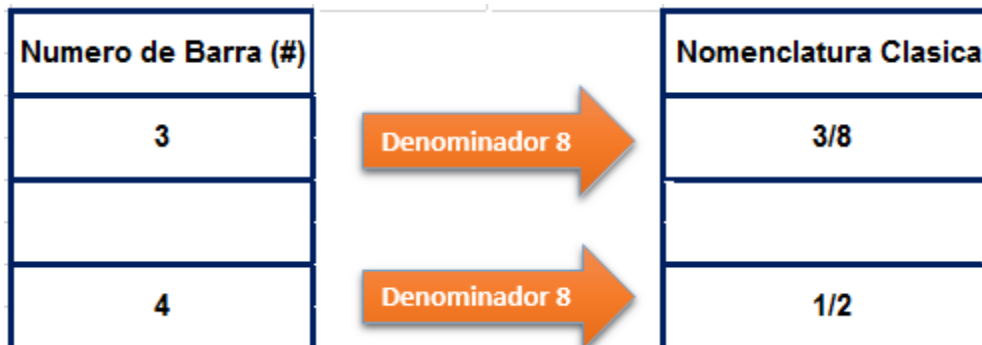 Numero de Barra (#) Nomenclatura Clasica
3 Denominador 8 3/8
4 Denominador 8 1/2